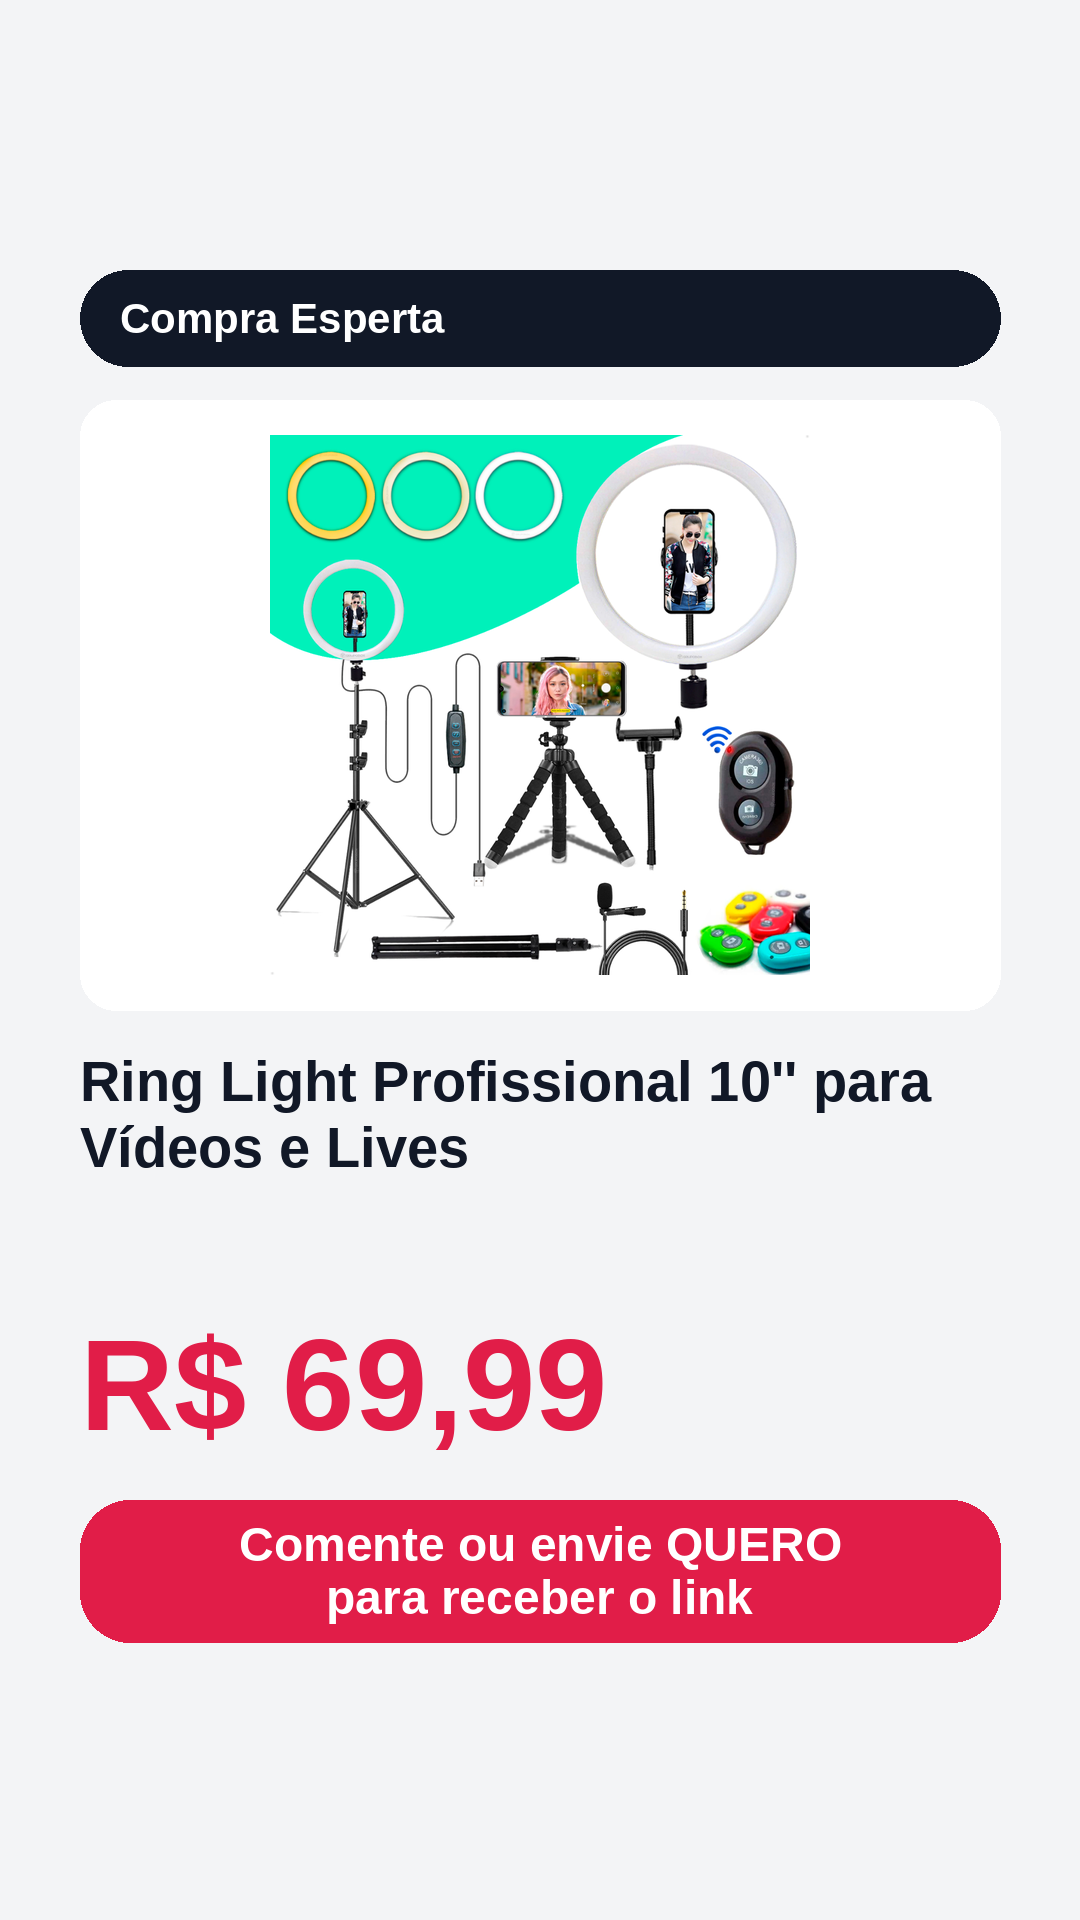 Compra Esperta
Ring Light Profissional 10" para
Vídeos e Lives
R$ 69,99
Comente ou envie QUERO
para receber o link